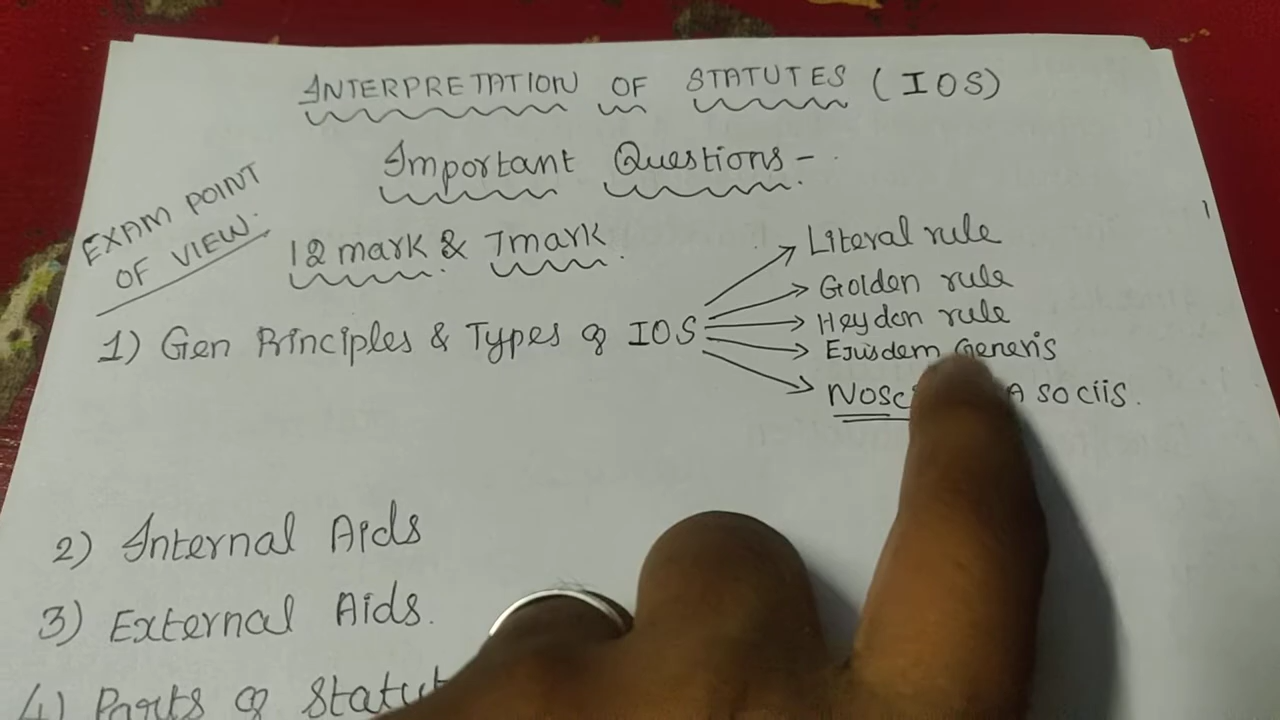 INTERPRETATION OF STATUTES (IOS)
Important Questions -
EXAM POINT
OF VIEW.
12 mark & 7mark.
1) Gen Principles & Types of IOS
Literal rule
Golden rule
Heydon rule
Ejusdem Generis
A sociis.
2) Internal Aids
3) External Aids.
4) Parts of